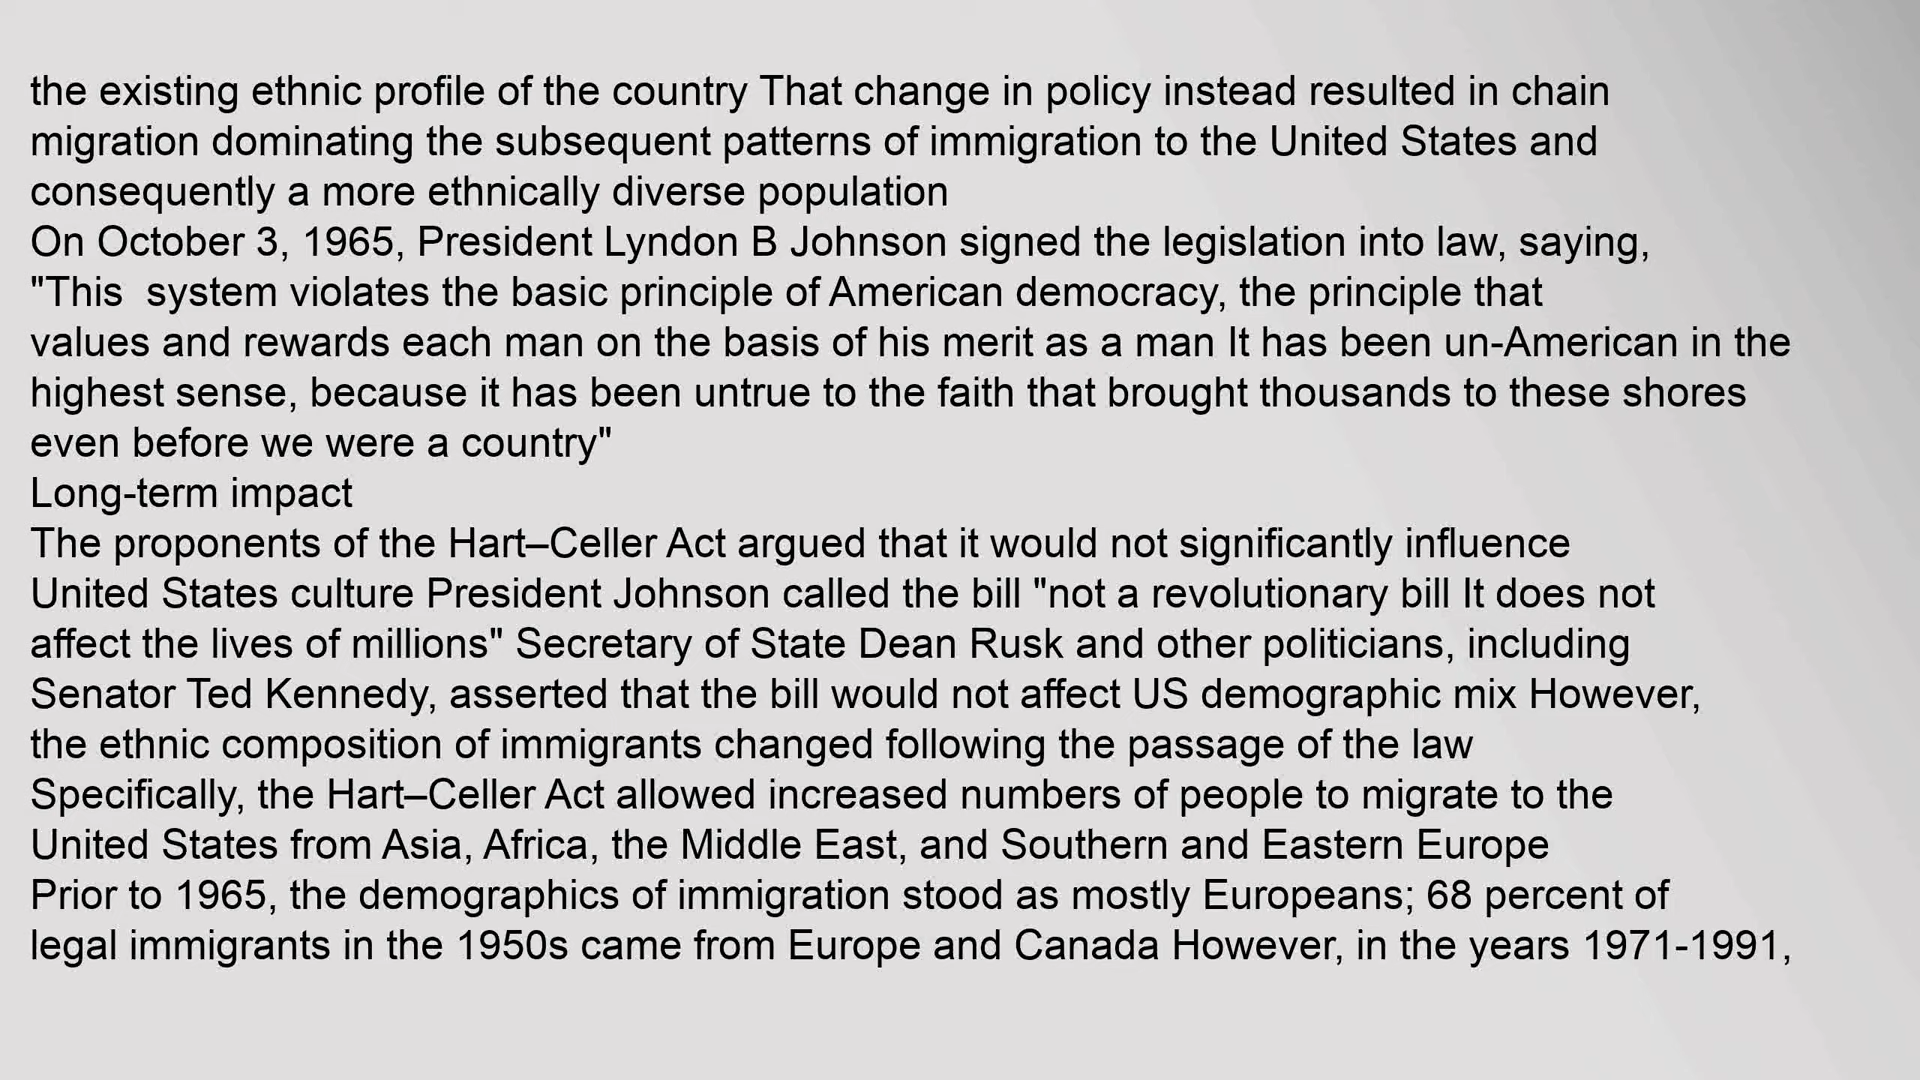 the existing ethnic profile of the country That change in policy instead resulted in chain
migration dominating the subsequent patterns of immigration to the United States and
consequently a more ethnically diverse population
On October 3, 1965, President Lyndon B Johnson signed the legislation into law, saying,
"This  system violates the basic principle of American democracy, the principle that
values and rewards each man on the basis of his merit as a man It has been un-American in the
highest sense, because it has been untrue to the faith that brought thousands to these shores
even before we were a country"
Long-term impact
The proponents of the Hart–Celler Act argued that it would not significantly influence
United States culture President Johnson called the bill "not a revolutionary bill It does not
affect the lives of millions" Secretary of State Dean Rusk and other politicians, including
Senator Ted Kennedy, asserted that the bill would not affect US demographic mix However,
the ethnic composition of immigrants changed following the passage of the law
Specifically, the Hart–Celler Act allowed increased numbers of people to migrate to the
United States from Asia, Africa, the Middle East, and Southern and Eastern Europe
Prior to 1965, the demographics of immigration stood as mostly Europeans; 68 percent of
legal immigrants in the 1950s came from Europe and Canada However, in the years 1971-1991,